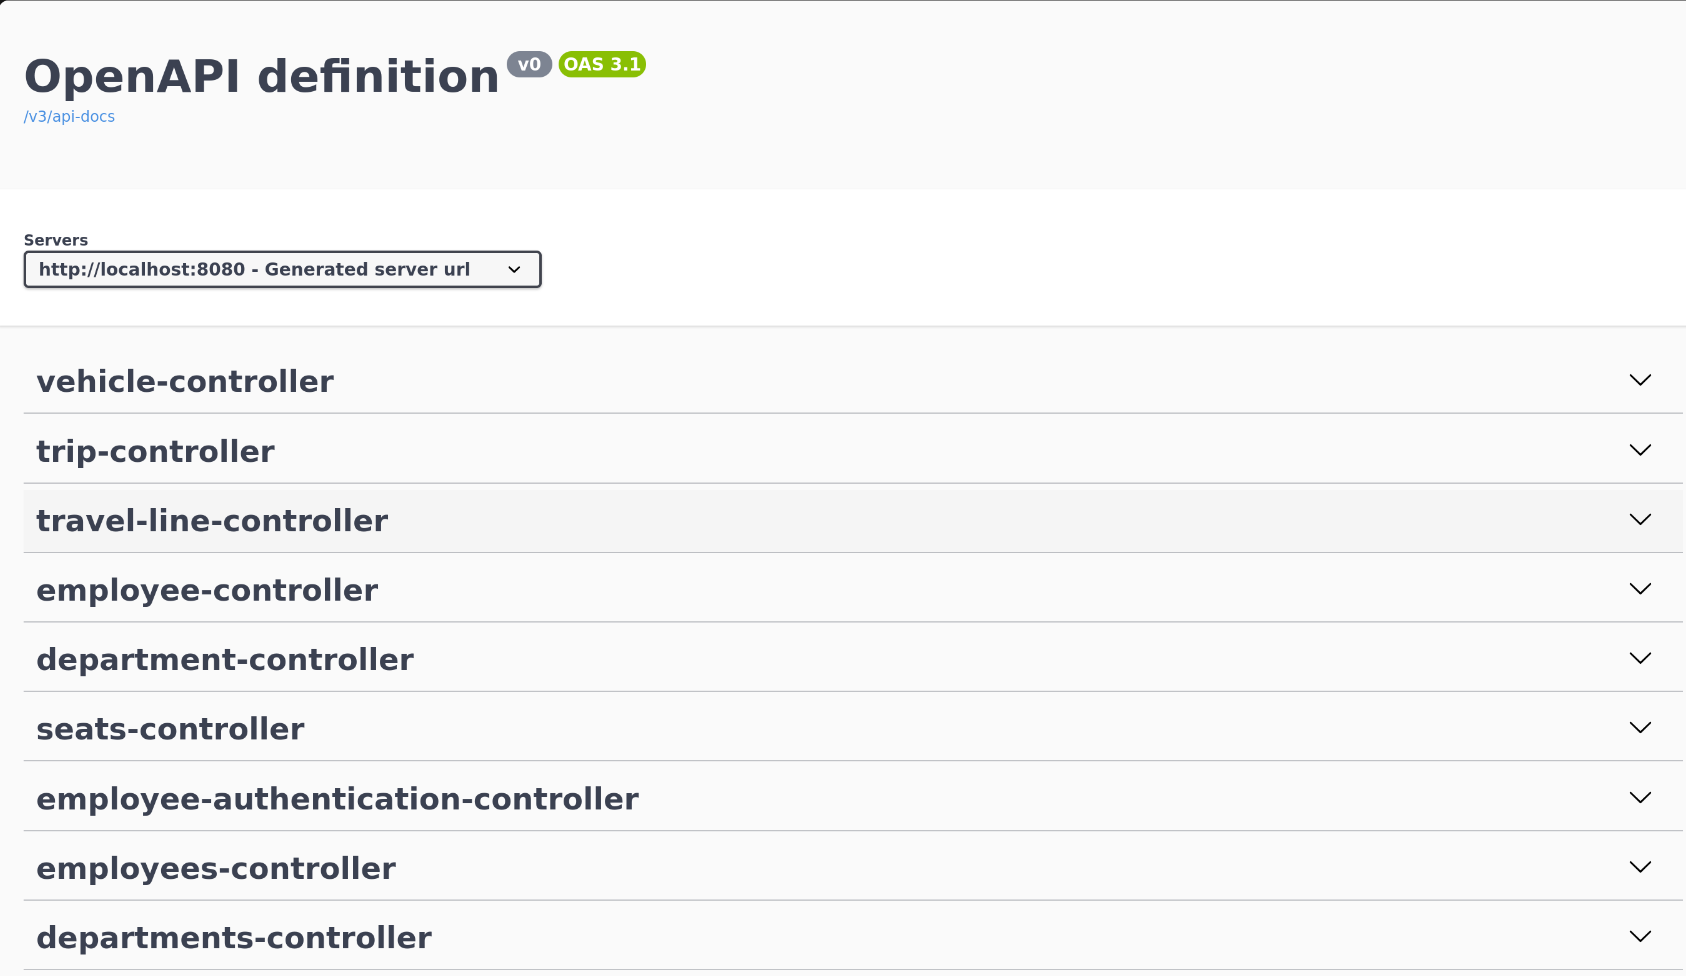 OpenAPI definition v0 OAS 3.1
/v3/api-docs
Servers
http://localhost:8080 - Generated server url
vehicle-controller
trip-controller
travel-line-controller
employee-controller
department-controller
seats-controller
employee-authentication-controller
employees-controller
departments-controller